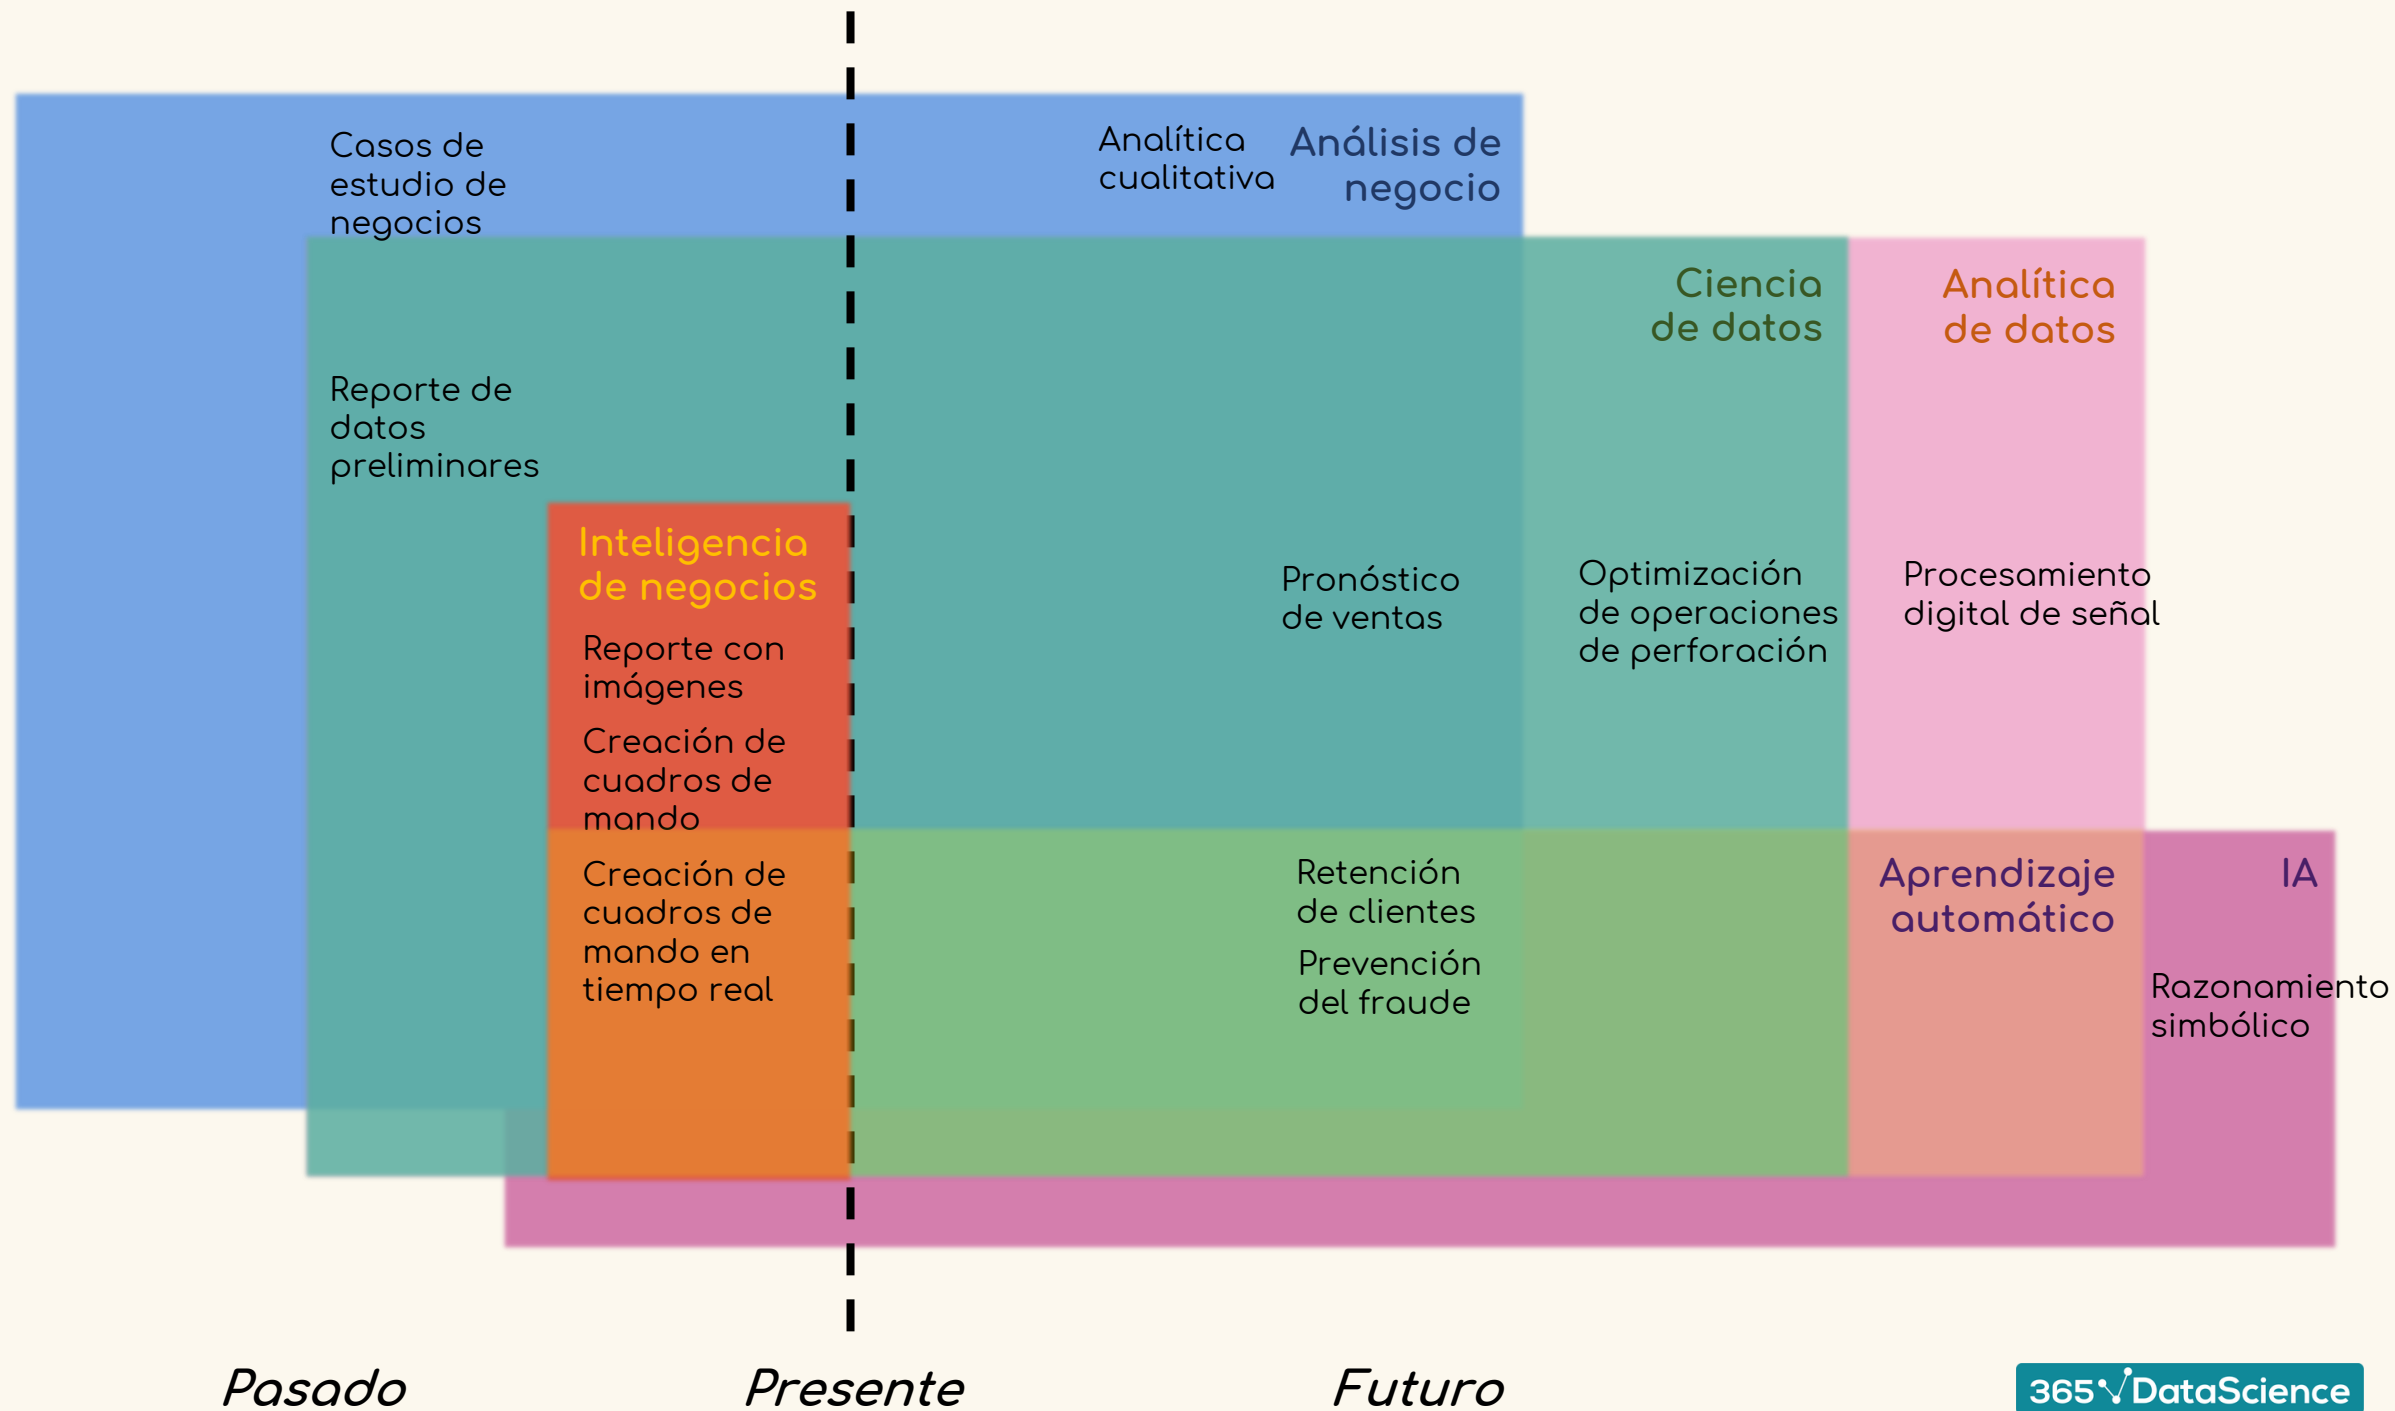 Casos de
estudio de
negocios
Analítica
cualitativa
Análisis de
negocio
Ciencia
de datos
Analítica
de datos
Reporte de
datos
preliminares
Inteligencia
de negocios
Reporte con
imágenes
Creación de
cuadros de
mando
Creación de
cuadros de
mando en
tiempo real
Pronóstico
de ventas
Optimización
de operaciones
de perforación
Procesamiento
digital de señal
Retención
de clientes
Prevención
del fraude
Aprendizaje
automático
IA
Razonamiento
simbólico
Pasado
Presente
Futuro
365 DataScience